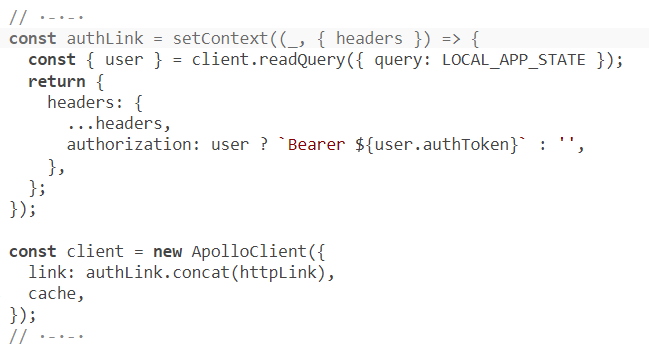 // ·-·-·
const authLink = setContext((_, { headers }) => {
  const { user } = client.readQuery({ query: LOCAL_APP_STATE });
  return {
    headers: {
      ...headers,
      authorization: user ? `Bearer ${user.authToken}` : '',
    },
  };
});

const client = new ApolloClient({
  link: authLink.concat(httpLink),
  cache,
});
// ·-·-·